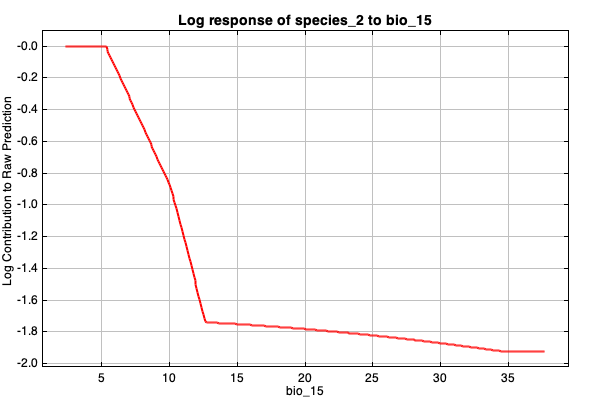 Log response of species_2 to bio_15
Log Contribution to Raw Prediction
-0.0
-0.2
-0.4
-0.6
-0.8
-1.0
-1.2
-1.4
-1.6
-1.8
-2.0
5 10 15 20 25 30 35
bio_15